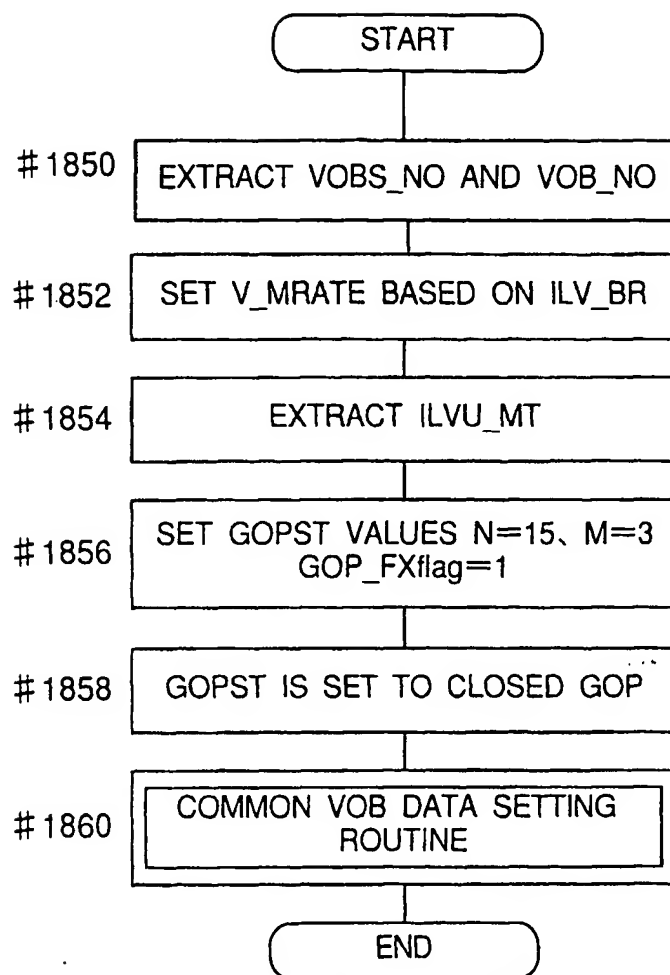 START
#1850
EXTRACT VOBS_NO AND VOB_NO
#1852
SET V_MRATE BASED ON ILV_BR
#1854
EXTRACT ILVU_MT
#1856
SET GOPST VALUES N=15、M=3
GOP_FXflag=1
#1858
GOPST IS SET TO CLOSED GOP
#1860
COMMON VOB DATA SETTING
ROUTINE
END